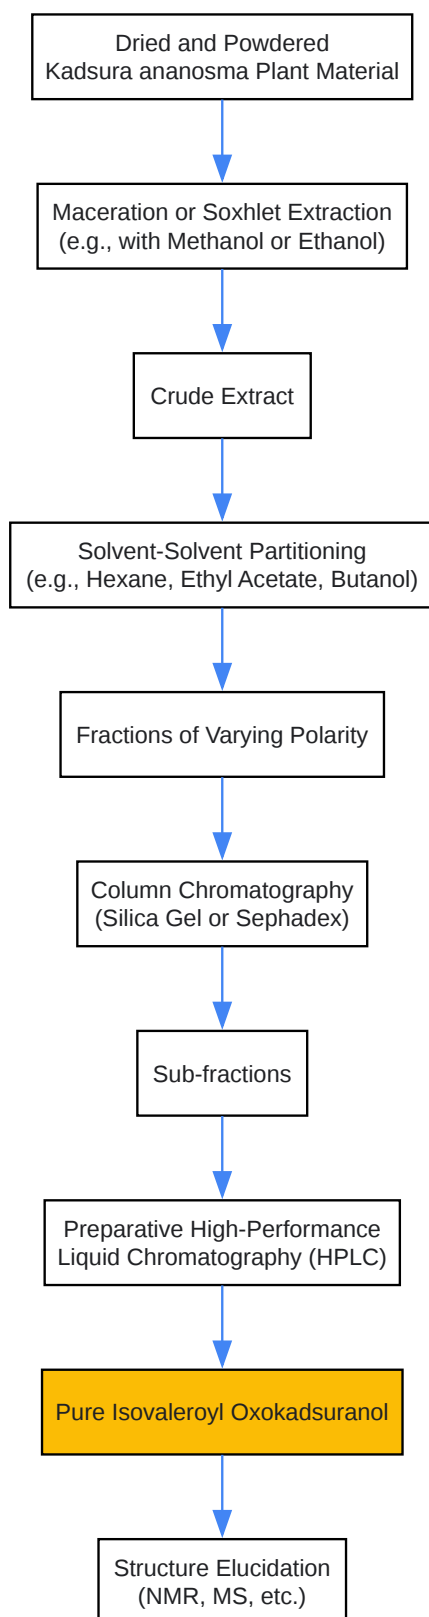 Dried and Powdered
Kadsura ananosma Plant Material
Maceration or Soxhlet Extraction
(e.g., with Methanol or Ethanol)
Crude Extract
Solvent-Solvent Partitioning
(e.g., Hexane, Ethyl Acetate, Butanol)
Fractions of Varying Polarity
Column Chromatography
(Silica Gel or Sephadex)
Sub-fractions
Preparative High-Performance
Liquid Chromatography (HPLC)
Pure Isovaleroyl Oxokadsuranol
Structure Elucidation
(NMR, MS, etc.)